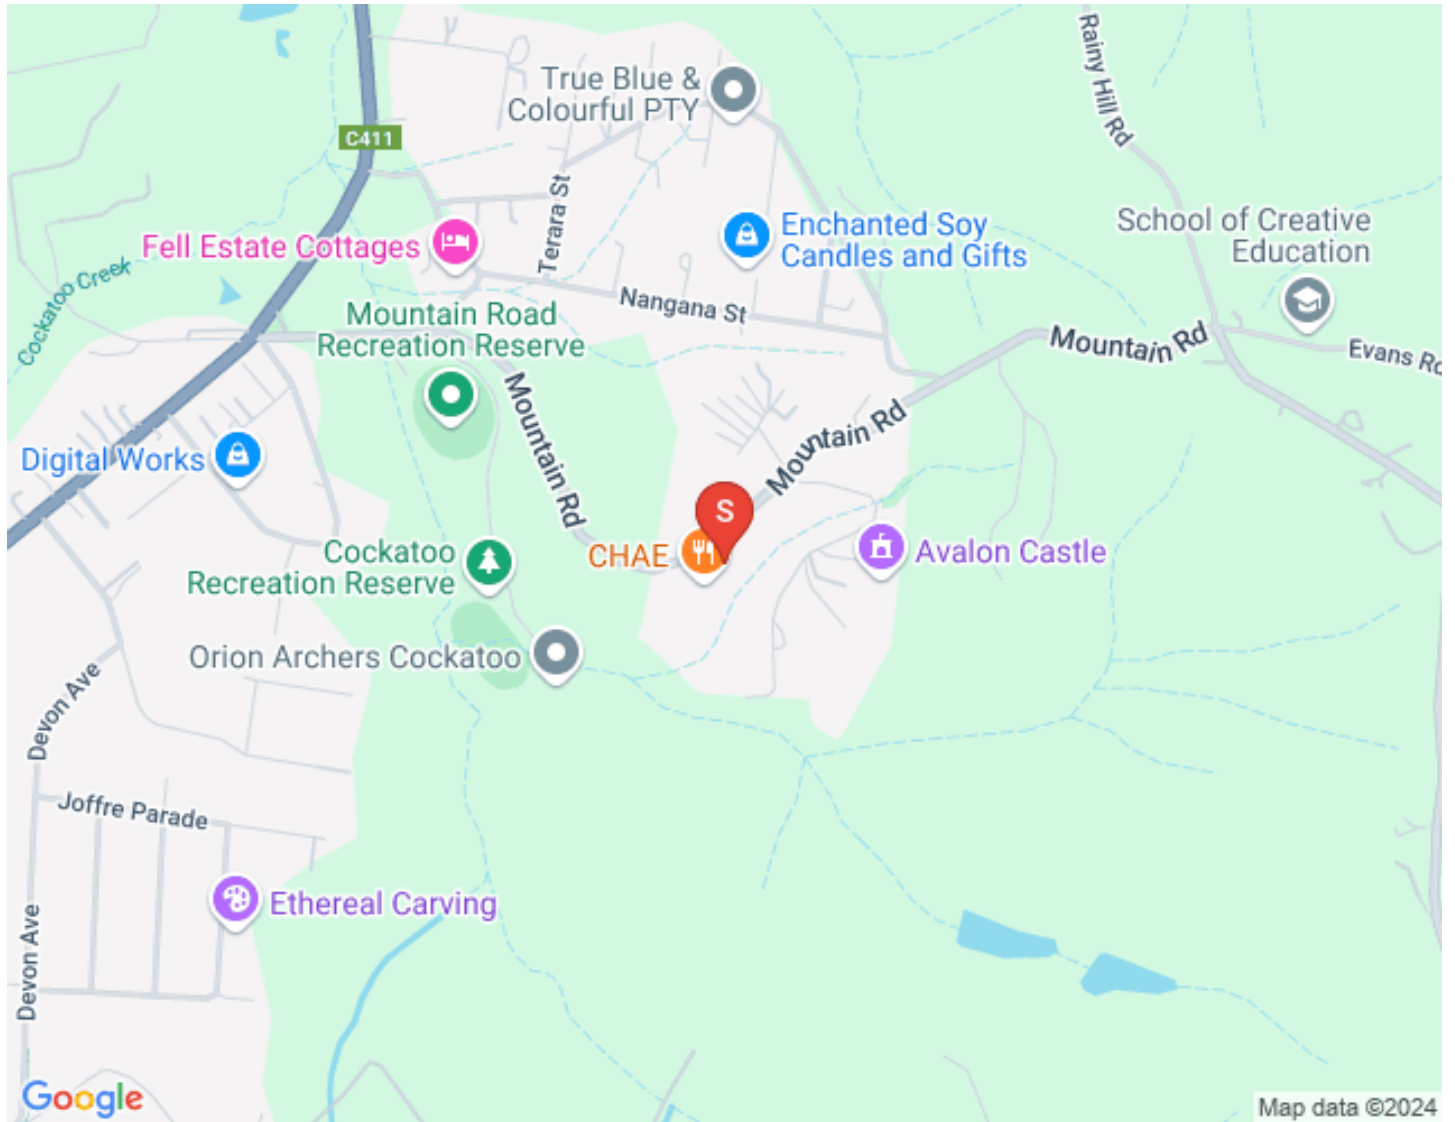 Rainy Hill Rd
True Blue &
Colourful PTY
C411
Terara St
Enchanted Soy
Candles and Gifts
School of Creative
Education
Fell Estate Cottages
Cockatoo Creek
Nangana St
Mountain Road
Recreation Reserve
Mountain Rd
Evans Rd
Mountain Rd
Mountain Rd
Digital Works
S
CHAE
Avalon Castle
Cockatoo
Recreation Reserve
Orion Archers Cockatoo
Devon Ave
Joffre Parade
Ethereal Carving
Devon Ave
Google
Map data ©2024